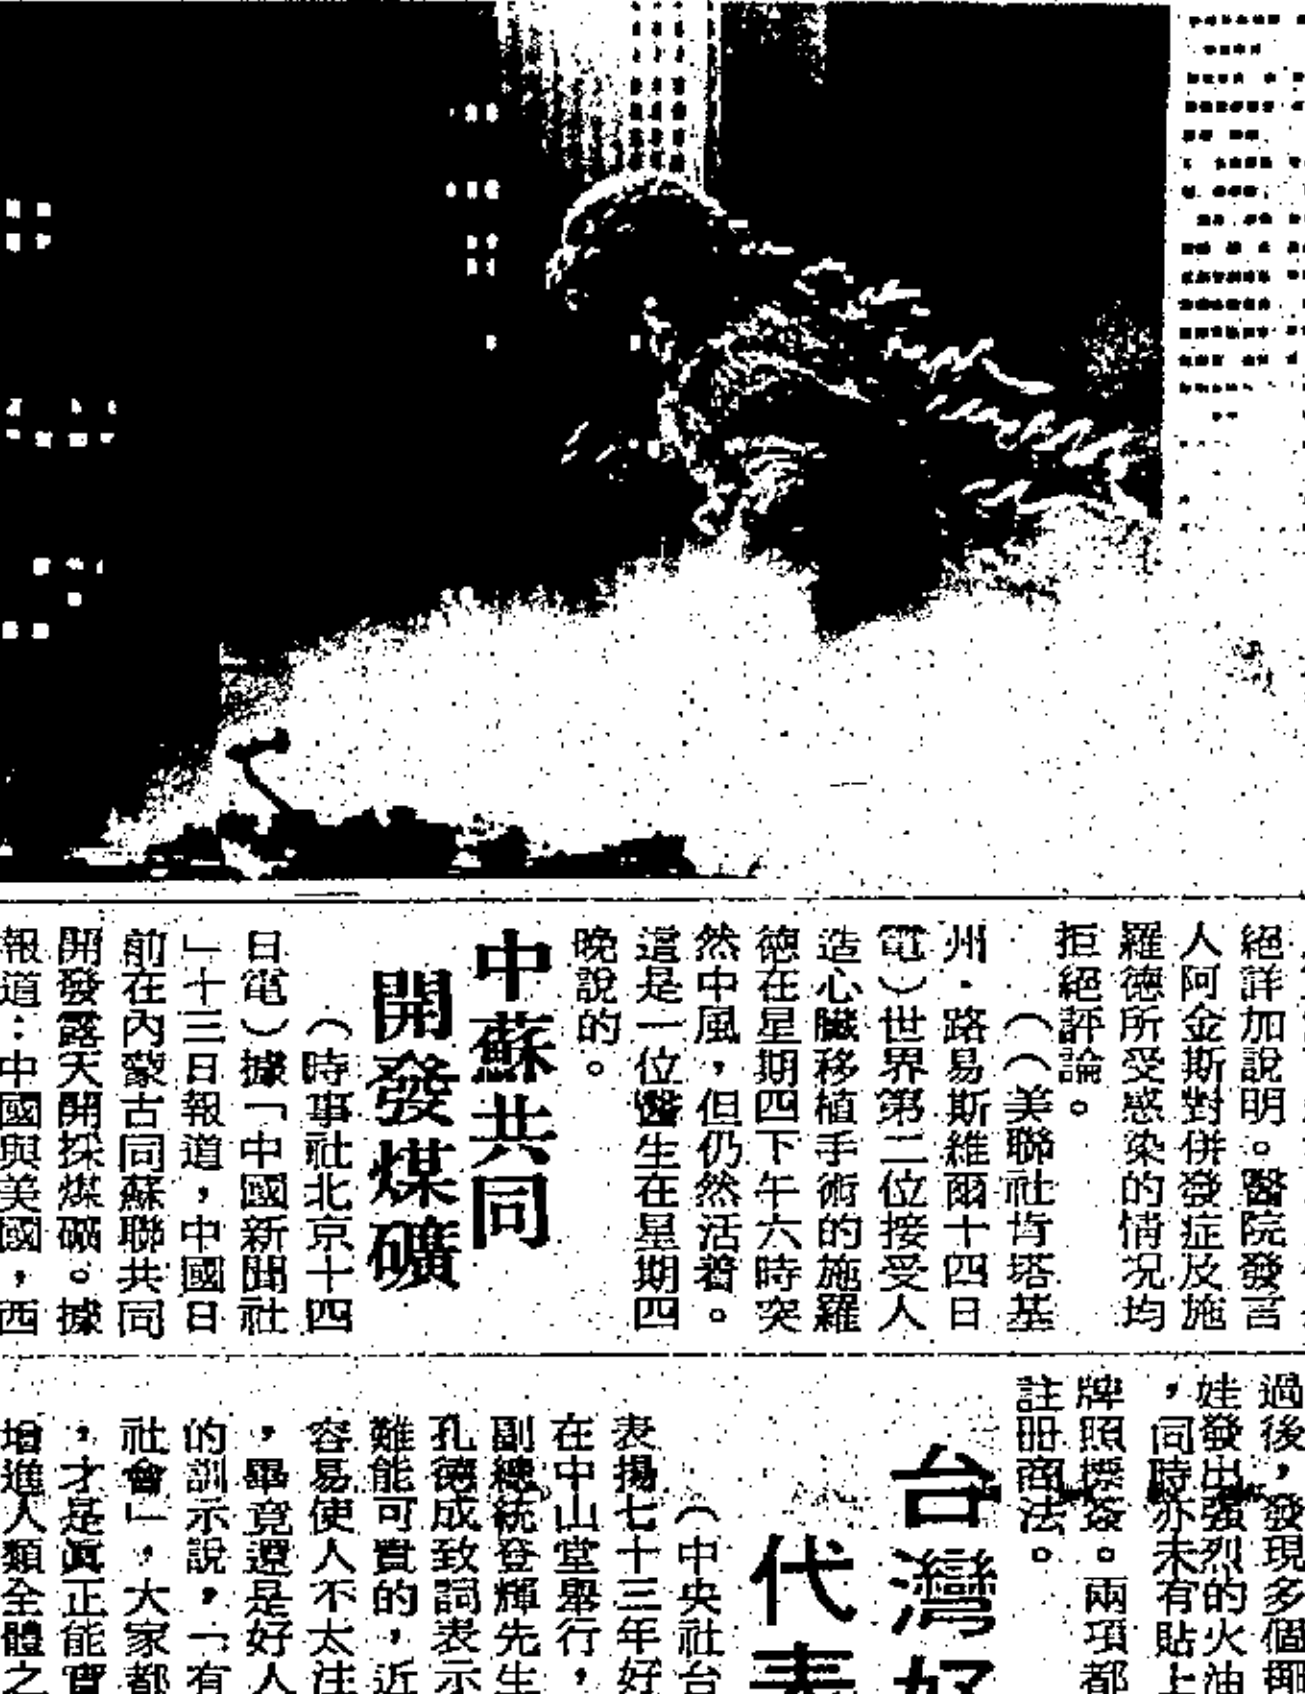 絕詳加說明。醫院發言
人阿金斯對併發症及施
羅德所受惑染的情况均
拒絕評論。
（（美聯社肯塔基
州·路易斯維爾十四日
電）世界第二位接受人
造心臟移植手術的施羅
德在星期四下午六時突
然中風，但仍然活着。
這是一位醫生在星期四
晚說的。
中蘇共同
開發煤礦
（時事社北京十四
日電）據「中國新聞社
」十三日報道，中國日
前在內蒙古同蘇聯共同
開發露天開採煤礦。據
報道：中國與美國，西
過後，發現多個
娃發出强烈的火油
，同時亦未有貼上
牌照標簽。兩項都
註冊商法。
台灣好
代表
（中央社台
表揚七十三年好
在中山堂舉行，
副總統登輝先生
孔德成致詞表示
難能可貴的，近
容易使人不太注
，畢竟還是好人
的訓示說，「有
社會」，大家都
，才是眞正能實
增進人類全體之